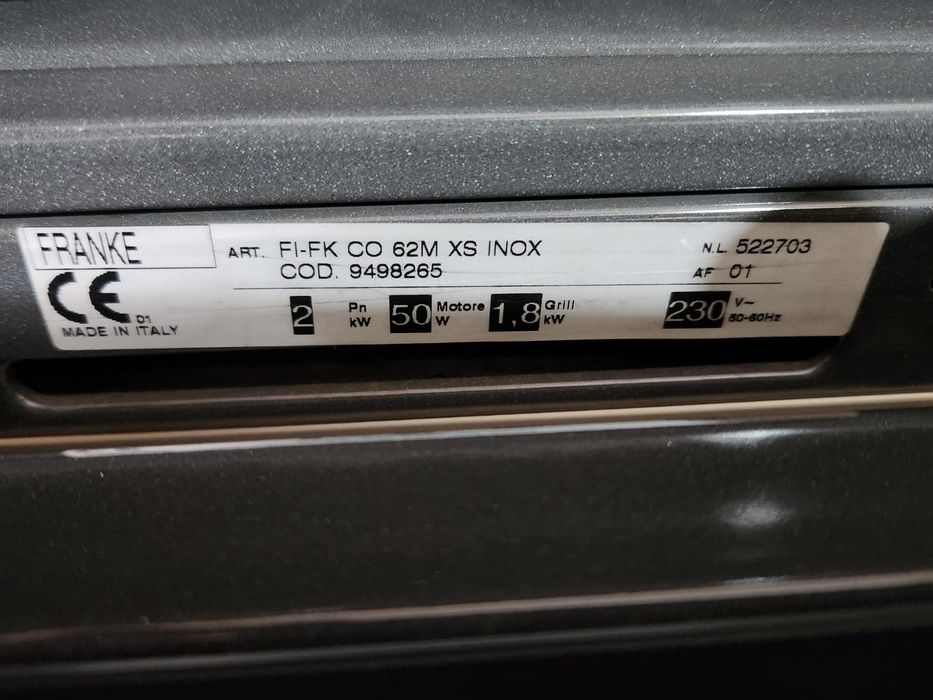 FRANKE
ART. FI-FK CO 62M XS INOX
N.L. 522703
COD. 9498265
AF 01
CE
D1
MADE IN ITALY
2 Pn kW
50 Motore W
1,8 Grill kW
230 V~ 50-60Hz